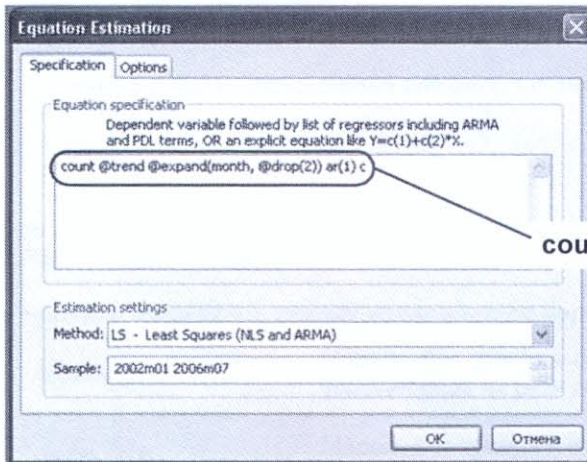 Equation Estimation
Specification Options
Equation specification
Dependent variable followed by list of regressors including ARMA
and PDL terms, OR an explicit equation like Y=c(1)+c(2)*X.
count @trend @expand(month, @drop(2)) ar(1) c
cou
Estimation settings
Method: LS - Least Squares (NLS and ARMA)
Sample: 2002m01 2006m07
OK Отмена